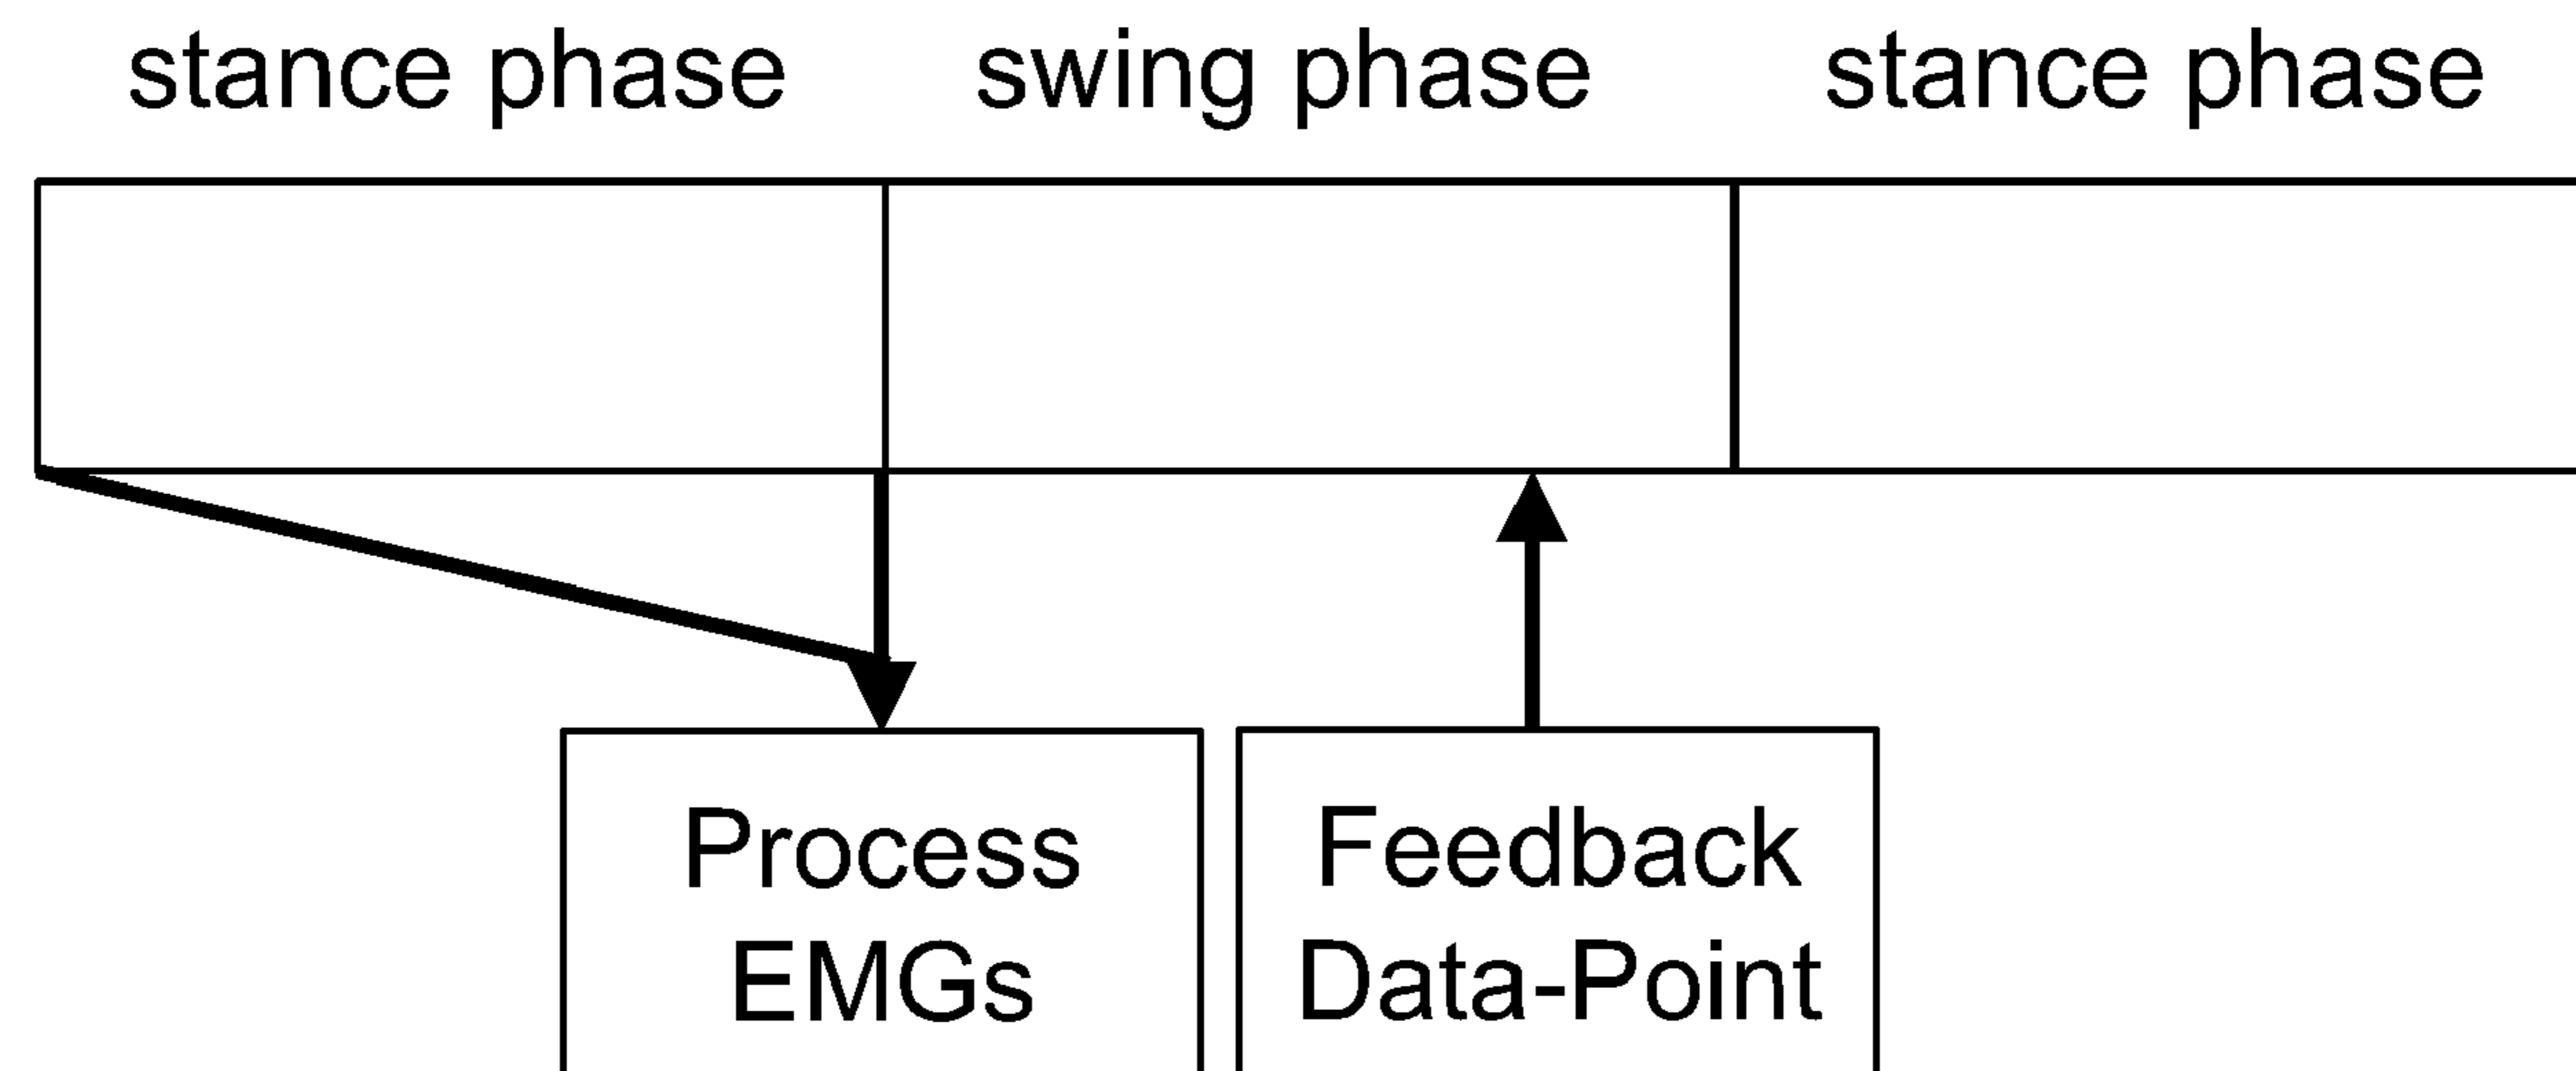 stance phase swing phase stance phase
Process Feedback
EMGs Data-Point